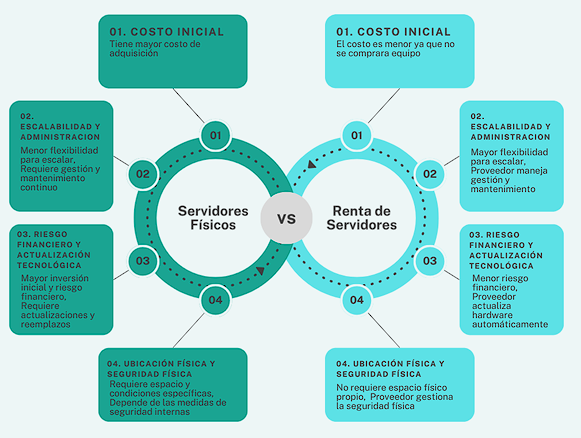 01. COSTO INICIAL
Tiene mayor costo de
adquisición
01. COSTO INICIAL
El costo es menor ya que no
se comprara equipo
02.
ESCALABILIDAD Y
ADMINISTRACION
Menor flexibilidad
para escalar,
Requiere gestión y
mantenimiento
continuo
01
02
03
04
Servidores
Físicos
VS
Renta de
Servidores
01
02
03
04
02.
ESCALABILIDAD Y
ADMINISTRACION
Mayor flexibilidad
para escalar,
Proveedor maneja
gestión y
mantenimiento
03. RIESGO
FINANCIERO Y
ACTUALIZACIÓN
TECNOLÓGICA
Mayor inversión
inicial y riesgo
financiero,
Requiere
actualizaciones y
reemplazos
03. RIESGO
FINANCIERO Y
ACTUALIZACIÓN
TECNOLÓGICA
Menor riesgo
financiero,
Proveedor
actualiza
hardware
automáticamente
04. UBICACIÓN FÍSICA Y
SEGURIDAD FÍSICA
Requiere espacio y
condiciones específicas,
Depende de las medidas de
seguridad internas
04. UBICACIÓN FÍSICA Y
SEGURIDAD FÍSICA
No requiere espacio físico
propio, Proveedor gestiona
la seguridad física